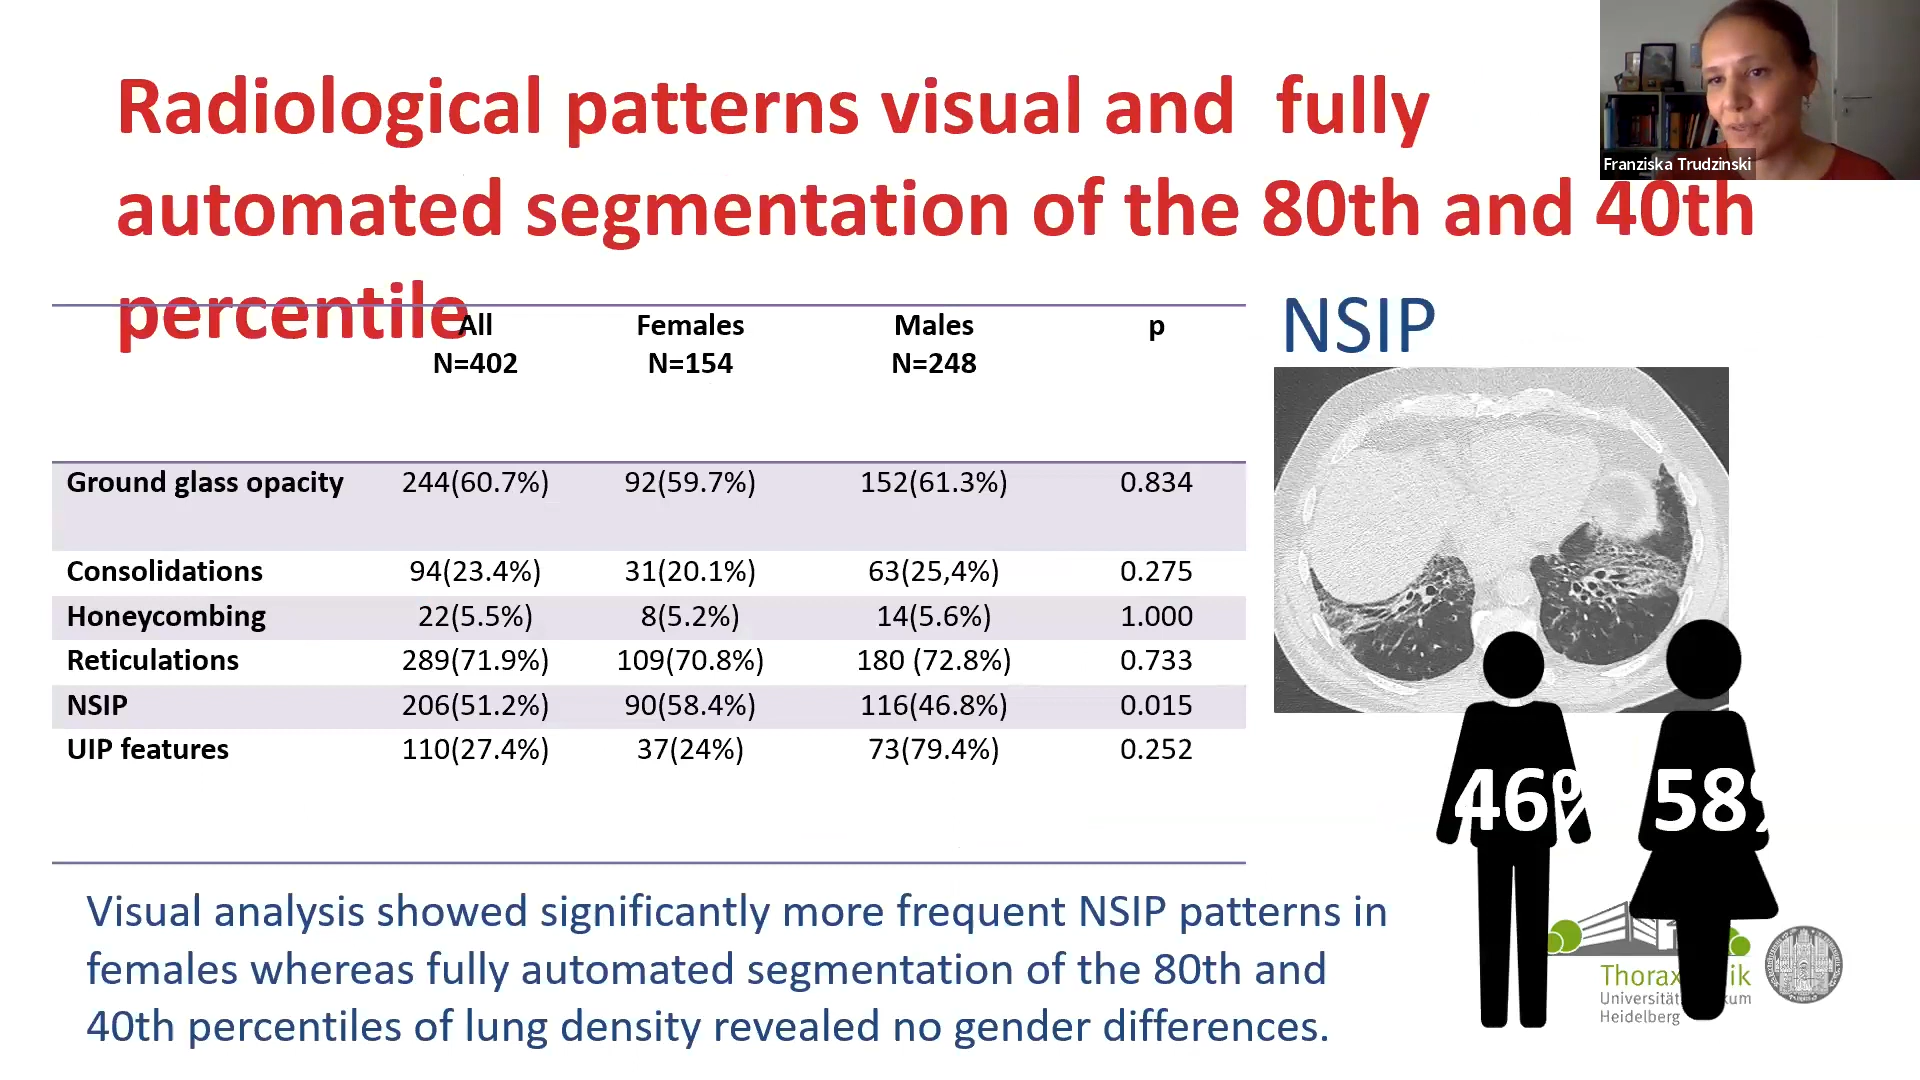 Radiological patterns visual and fully
automated segmentation of the 80th and 40th
percentile
Franziska Trudzinski
All Females Males p
N=402 N=154 N=248
Ground glass opacity 244(60.7%) 92(59.7%) 152(61.3%) 0.834
Consolidations 94(23.4%) 31(20.1%) 63(25,4%) 0.275
Honeycombing 22(5.5%) 8(5.2%) 14(5.6%) 1.000
Reticulations 289(71.9%) 109(70.8%) 180 (72.8%) 0.733
NSIP 206(51.2%) 90(58.4%) 116(46.8%) 0.015
UIP features 110(27.4%) 37(24%) 73(79.4%) 0.252
NSIP
46% 58%
Visual analysis showed significantly more frequent NSIP patterns in
females whereas fully automated segmentation of the 80th and
40th percentiles of lung density revealed no gender differences.
Heidelberg